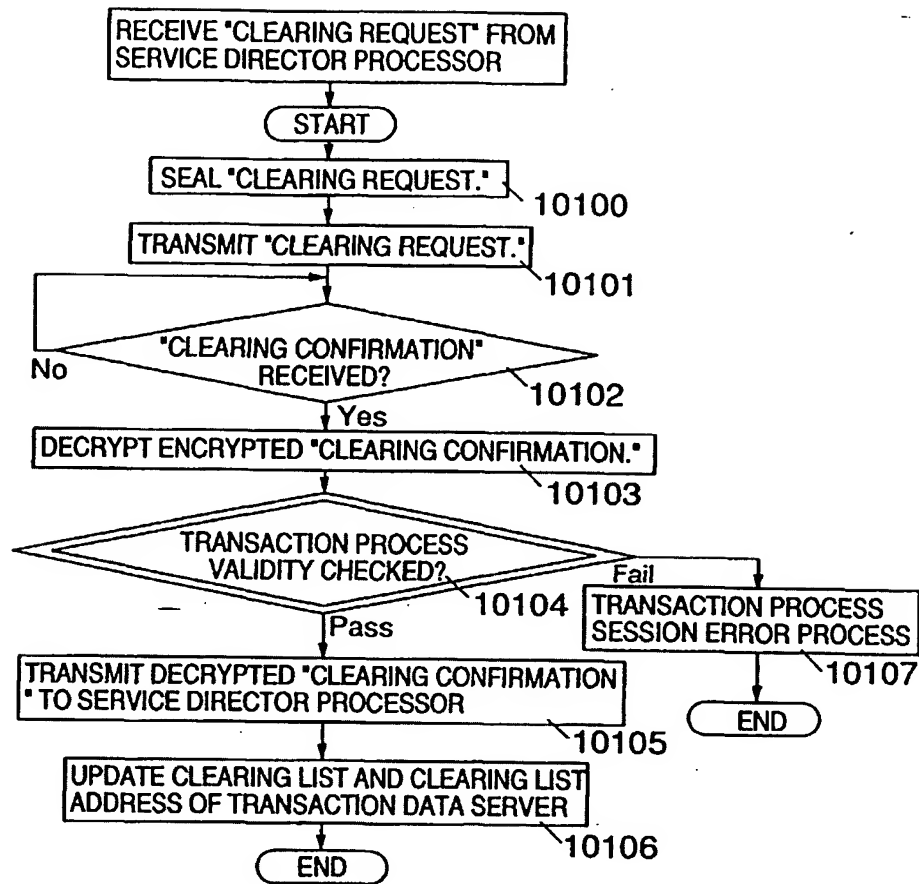 RECEIVE "CLEARING REQUEST" FROM
SERVICE DIRECTOR PROCESSOR
START
SEAL "CLEARING REQUEST."
10100
TRANSMIT "CLEARING REQUEST."
10101
"CLEARING CONFIRMATION"
RECEIVED?
No
10102
Yes
DECRYPT ENCRYPTED "CLEARING CONFIRMATION."
10103
TRANSACTION PROCESS
VALIDITY CHECKED?
10104
Fail
Pass
TRANSACTION PROCESS
SESSION ERROR PROCESS
10107
END
TRANSMIT DECRYPTED "CLEARING CONFIRMATION
" TO SERVICE DIRECTOR PROCESSOR
10105
UPDATE CLEARING LIST AND CLEARING LIST
ADDRESS OF TRANSACTION DATA SERVER
10106
END